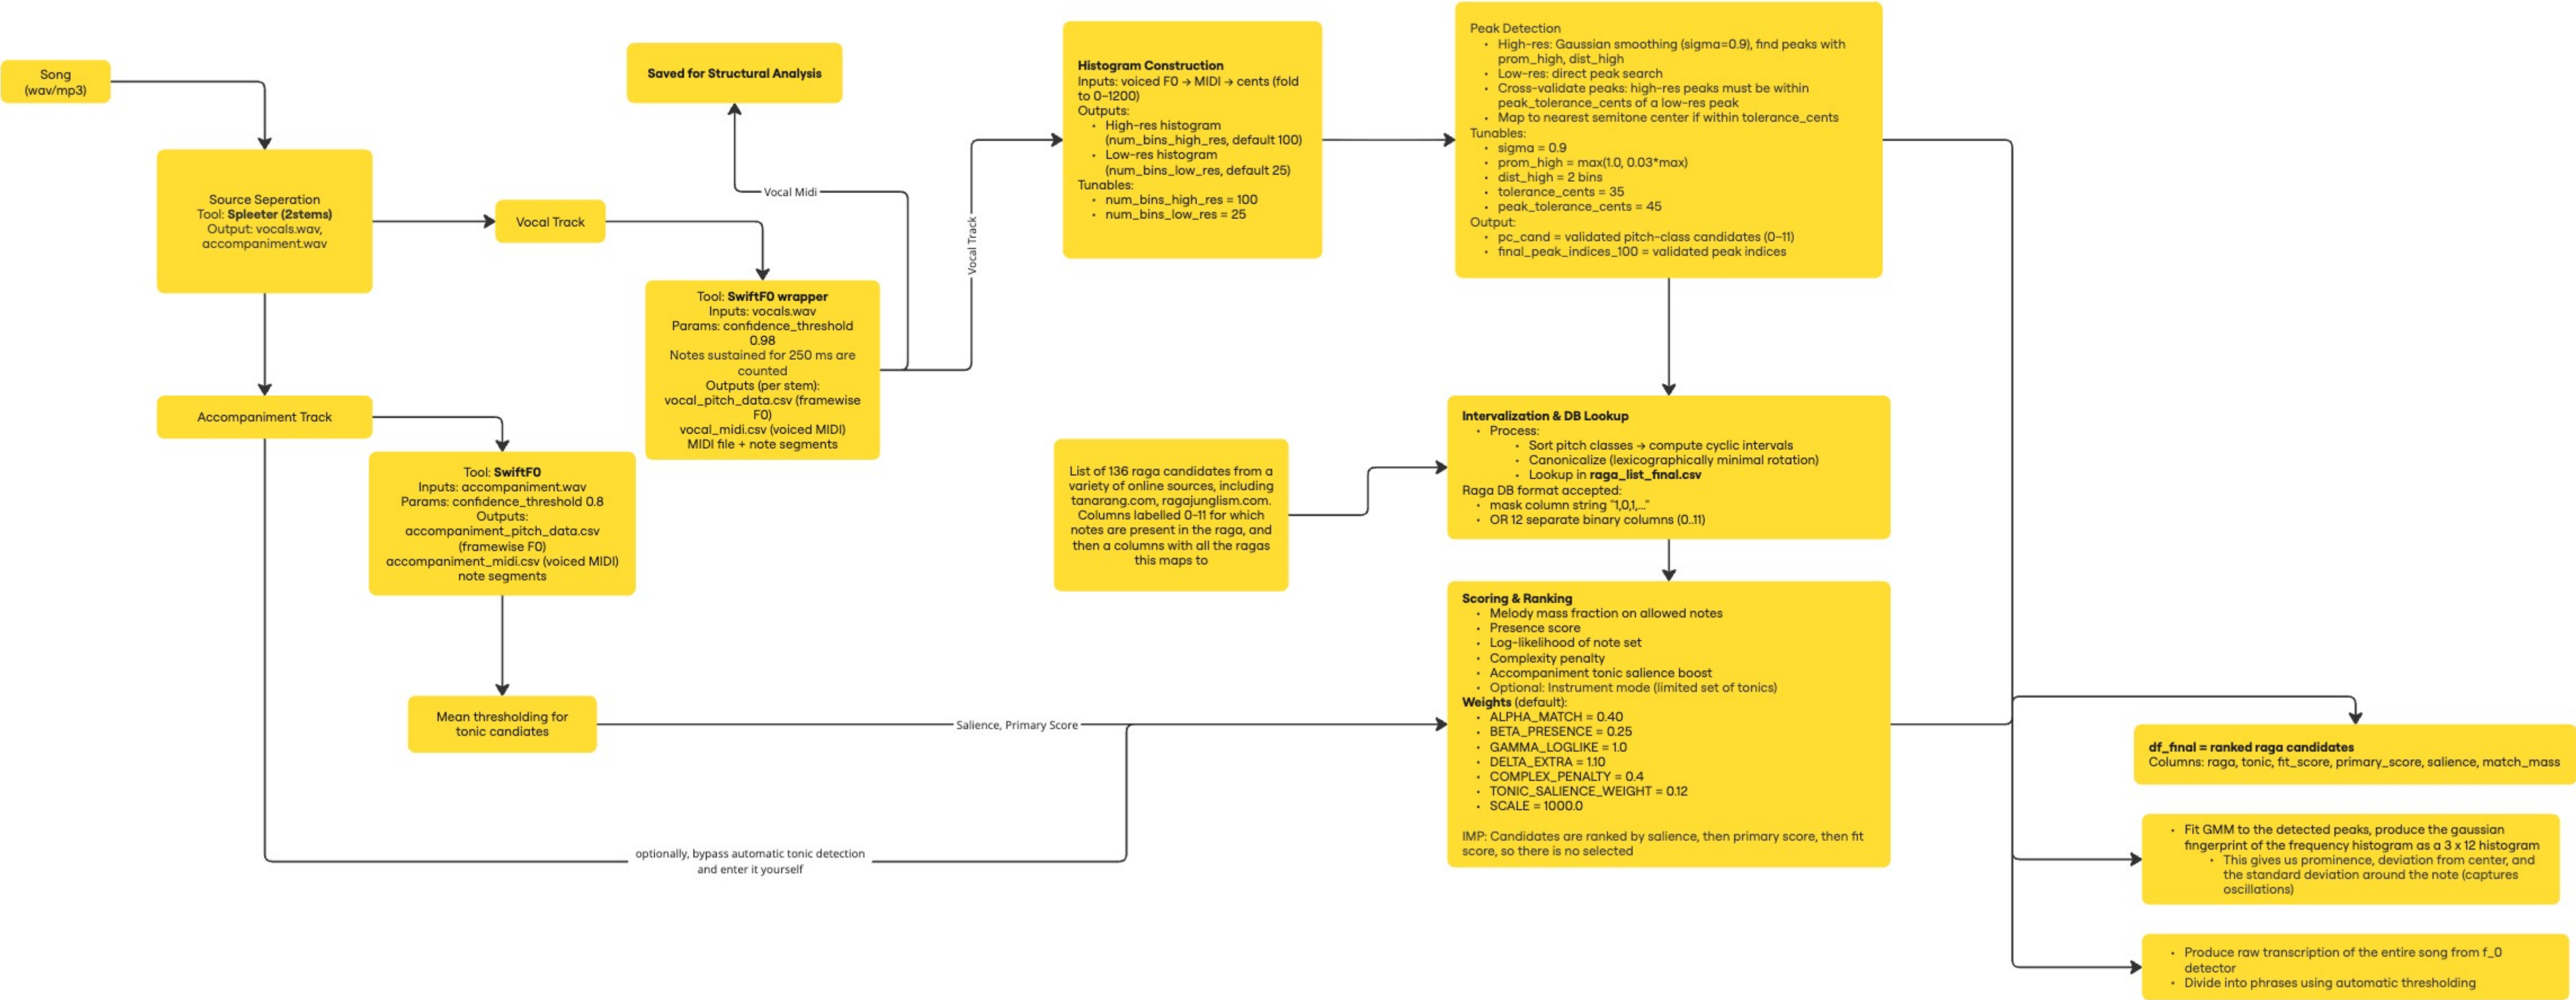 Song
(wav/mp3)
Source Seperation
Tool: Spleeter (2stems)
Output: vocals.wav,
accompaniment.wav
Vocal Track
Saved for Structural Analysis
Vocal Midi
Tool: SwiftF0 wrapper
Inputs: vocals.wav
Params: confidence_threshold
0.98
Notes sustained for 250 ms are
counted
Outputs (per stem):
vocal_pitch_data.csv (framewise
F0)
vocal_midi.csv (voiced MIDI)
MIDI file + note segments
Accompaniment Track
Tool: SwiftF0
Inputs: accompaniment.wav
Params: confidence_threshold 0.8
Outputs:
accompaniment_pitch_data.csv
(framewise F0)
accompaniment_midi.csv (voiced MIDI)
note segments
Mean thresholding for
tonic candiates
Salience, Primary Score
optionally, bypass automatic tonic detection
and enter it yourself
Vocal Track
Histogram Construction
Inputs: voiced F0 → MIDI → cents (fold
to 0–1200)
Outputs:
• High-res histogram
(num_bins_high_res, default 100)
• Low-res histogram
(num_bins_low_res, default 25)
Tunables:
• num_bins_high_res = 100
• num_bins_low_res = 25
Peak Detection
• High-res: Gaussian smoothing (sigma=0.9), find peaks with
prom_high, dist_high
• Low-res: direct peak search
• Cross-validate peaks: high-res peaks must be within
peak_tolerance_cents of a low-res peak
• Map to nearest semitone center if within tolerance_cents
Tunables:
• sigma = 0.9
• prom_high = max(1.0, 0.03*max)
• dist_high = 2 bins
• tolerance_cents = 35
• peak_tolerance_cents = 45
Output:
• pc_cand = validated pitch-class candidates (0–11)
• final_peak_indices_100 = validated peak indices
List of 136 raga candidates from a
variety of online sources, including
tanarang.com, ragajunglism.com.
Columns labelled 0-11 for which
notes are present in the raga, and
then a columns with all the ragas
this maps to
Intervalization & DB Lookup
• Process:
• Sort pitch classes → compute cyclic intervals
• Canonicalize (lexicographically minimal rotation)
• Lookup in raga_list_final.csv
Raga DB format accepted:
• mask column string "1,0,1,..."
• OR 12 separate binary columns (0..11)
Scoring & Ranking
• Melody mass fraction on allowed notes
• Presence score
• Log-likelihood of note set
• Complexity penalty
• Accompaniment tonic salience boost
• Optional: Instrument mode (limited set of tonics)
Weights (default):
• ALPHA_MATCH = 0.40
• BETA_PRESENCE = 0.25
• GAMMA_LOGLIKE = 1.0
• DELTA_EXTRA = 1.10
• COMPLEX_PENALTY = 0.4
• TONIC_SALIENCE_WEIGHT = 0.12
• SCALE = 1000.0
IMP: Candidates are ranked by salience, then primary score, then fit
score, so there is no selected
df_final = ranked raga candidates
Columns: raga, tonic, fit_score, primary_score, salience, match_mass
• Fit GMM to the detected peaks, produce the gaussian
fingerprint of the frequency histogram as a 3 x 12 histogram
• This gives us prominence, deviation from center, and
the standard deviation around the note (captures
oscillations)
• Produce raw transcription of the entire song from f_0
detector
• Divide into phrases using automatic thresholding